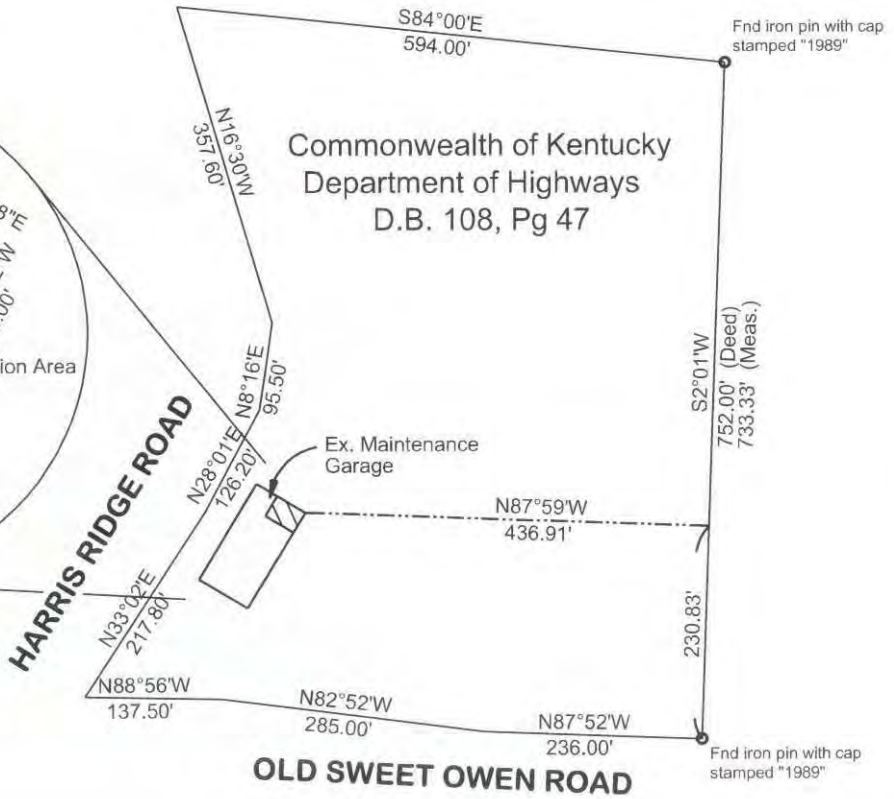 S84°00'E
594.00'
Fnd iron pin with cap
stamped "1989"
N16°30'W
357.60'
Commonwealth of Kentucky
Department of Highways
D.B. 108, Pg 47
ion Area
S2°01'W
752.00' (Deed)
733.33' (Meas.)
N8°16'E
95.50'
HARRIS RIDGE ROAD
N28°01'E
126.20'
Ex. Maintenance
Garage
N87°59'W
436.91'
N33°02'E
217.80'
230.83'
N88°56'W
137.50'
N82°52'W
285.00'
N87°52'W
236.00'
Fnd iron pin with cap
stamped "1989"
OLD SWEET OWEN ROAD